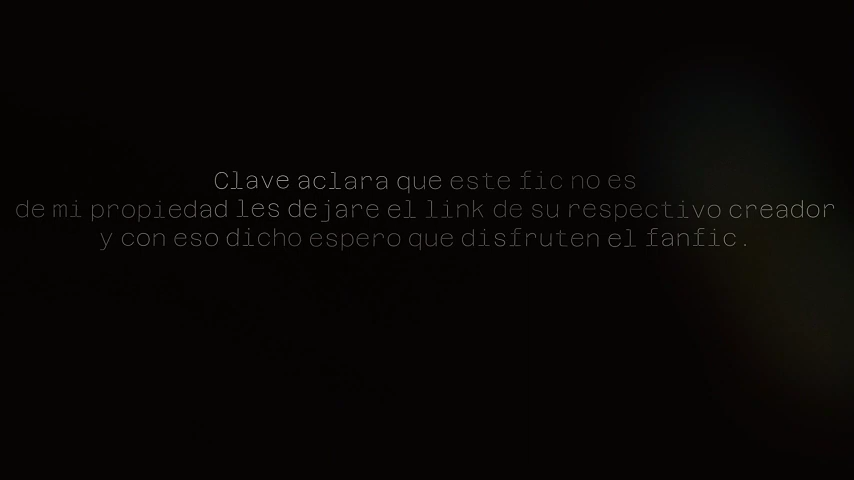 Clave aclara que este fic no es
de mi propiedad les dejare el link de su respectivo creador
y con eso dicho espero que disfruten el fanfic.